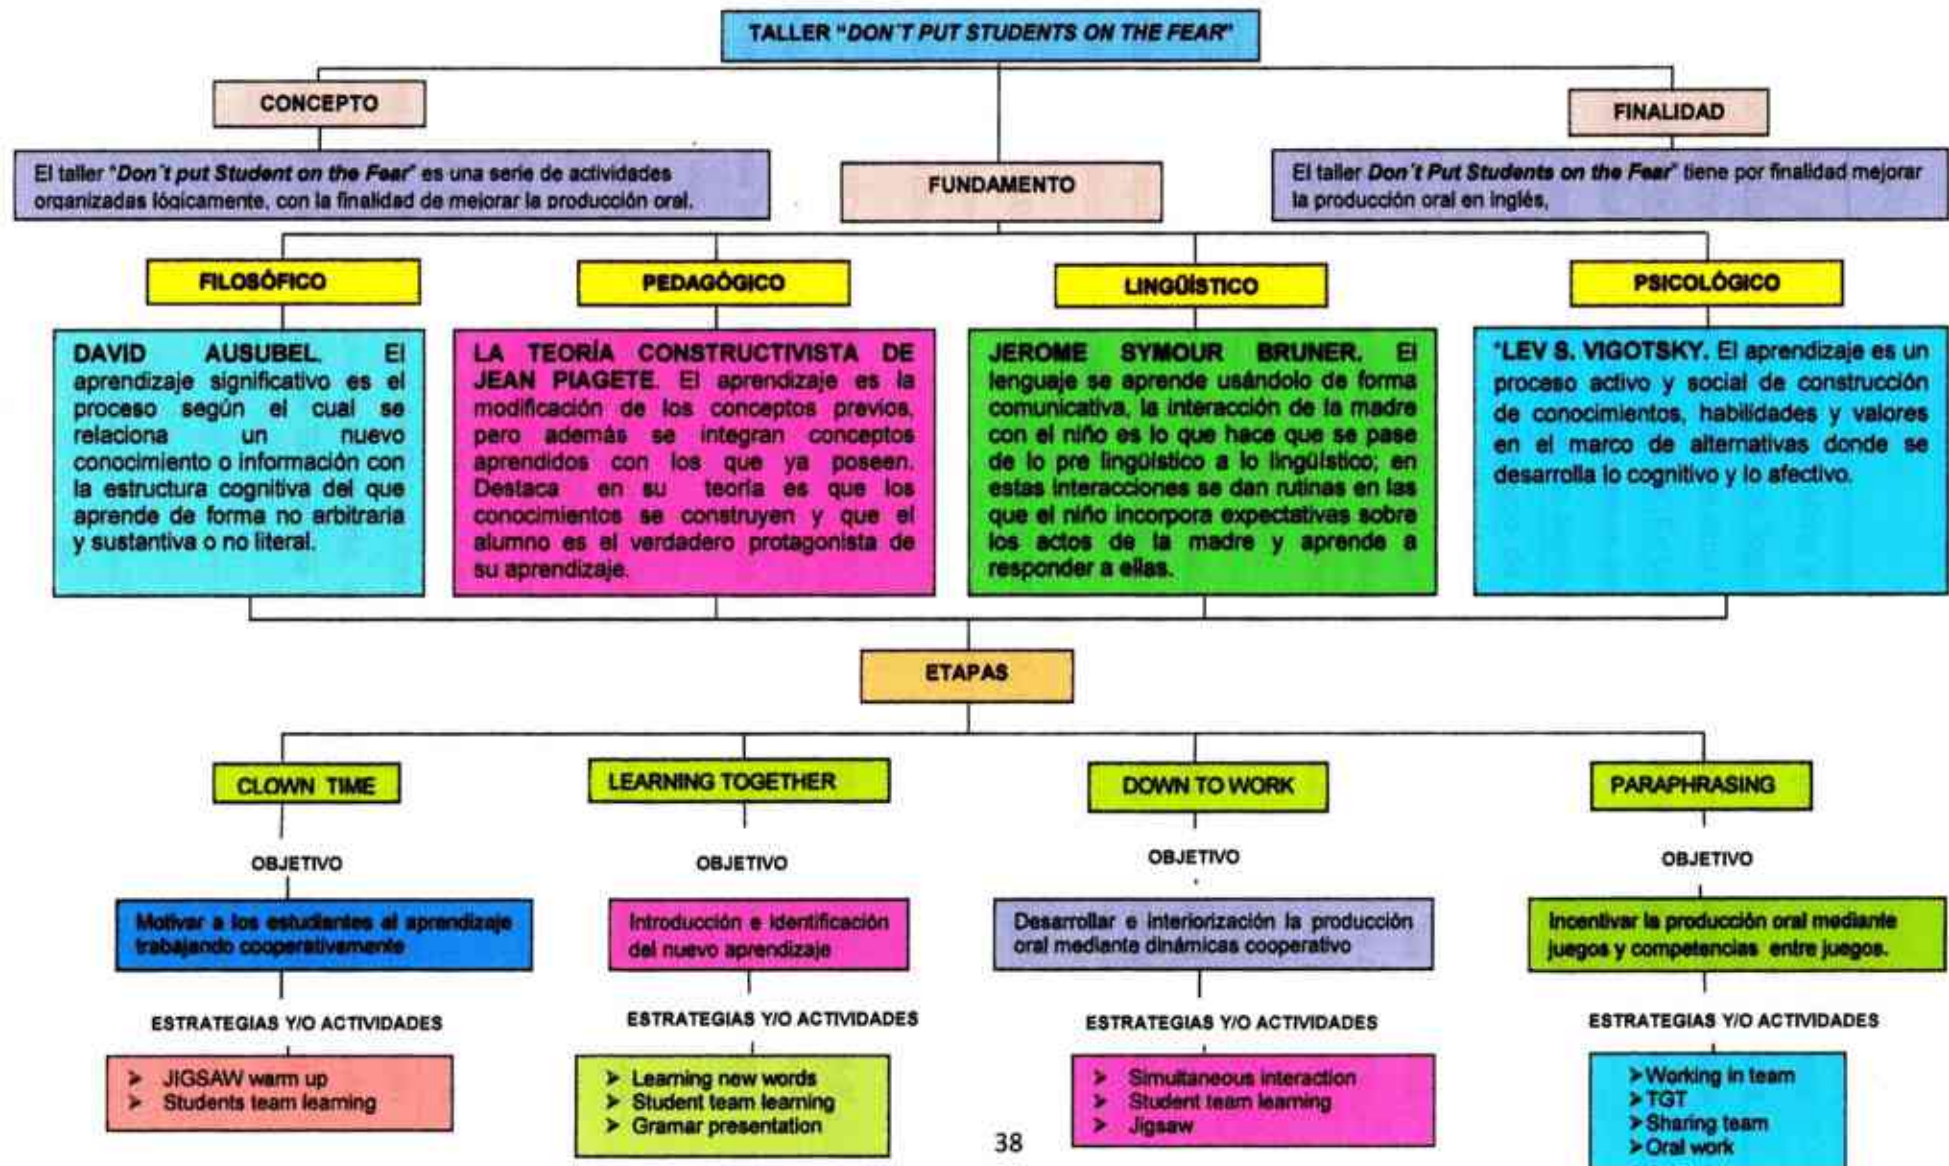 TALLER "DON´T PUT STUDENTS ON THE FEAR"
CONCEPTO
El taller "Don´t put Student on the Fear" es una serie de actividades
organizadas lógicamente, con la finalidad de mejorar la producción oral.
FUNDAMENTO
FINALIDAD
El taller Don´t Put Students on the Fear" tiene por finalidad mejorar
la producción oral en inglés,
FILOSÓFICO
DAVID AUSUBEL. El
aprendizaje significativo es el
proceso según el cual se
relaciona un nuevo
conocimiento o información con
la estructura cognitiva del que
aprende de forma no arbitraria
y sustantiva o no literal.
PEDAGÓGICO
LA TEORÍA CONSTRUCTIVISTA DE
JEAN PIAGETE. El aprendizaje es la
modificación de los conceptos previos,
pero además se integran conceptos
aprendidos con los que ya poseen.
Destaca en su teoría es que los
conocimientos se construyen y que el
alumno es el verdadero protagonista de
su aprendizaje.
LINGÜÍSTICO
JEROME SYMOUR BRUNER. El
lenguaje se aprende usándolo de forma
comunicativa, la interacción de la madre
con el niño es lo que hace que se pase
de lo pre lingüístico a lo lingüístico; en
estas interacciones se dan rutinas en las
que el niño incorpora expectativas sobre
los actos de la madre y aprende a
responder a ellas.
PSICOLÓGICO
"LEV S. VIGOTSKY. El aprendizaje es un
proceso activo y social de construcción
de conocimientos, habilidades y valores
en el marco de alternativas donde se
desarrolla lo cognitivo y lo afectivo.
ETAPAS
CLOWN TIME
OBJETIVO
Motivar a los estudiantes al aprendizaje
trabajando cooperativamente
ESTRATEGIAS Y/O ACTIVIDADES
➢ JIGSAW warm up
➢ Students team learning
LEARNING TOGETHER
OBJETIVO
Introducción e identificación
del nuevo aprendizaje
ESTRATEGIAS Y/O ACTIVIDADES
➢ Learning new words
➢ Student team learning
➢ Gramar presentation
DOWN TO WORK
OBJETIVO
Desarrollar e interiorización la producción
oral mediante dinámicas cooperativo
ESTRATEGIAS Y/O ACTIVIDADES
➢ Simultaneous interaction
➢ Student team learning
➢ Jigsaw
PARAPHRASING
OBJETIVO
Incentivar la producción oral mediante
juegos y competencias entre juegos.
ESTRATEGIAS Y/O ACTIVIDADES
➢ Working in team
➢ TGT
➢ Sharing team
➢ Oral work
38